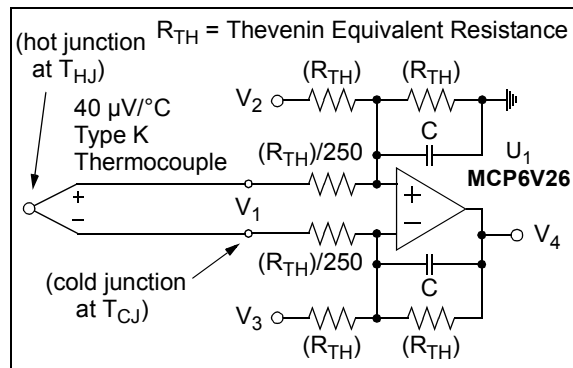 R_TH = Thevenin Equivalent Resistance
(hot junction
at T_HJ)
(R_TH) (R_TH)
V_2
40 µV/°C
Type K
Thermocouple
C
(R_TH)/250
U_1
MCP6V26
+
−
V_1
+
−
V_4
(R_TH)/250
(cold junction
at T_CJ)
C
V_3
(R_TH) (R_TH)